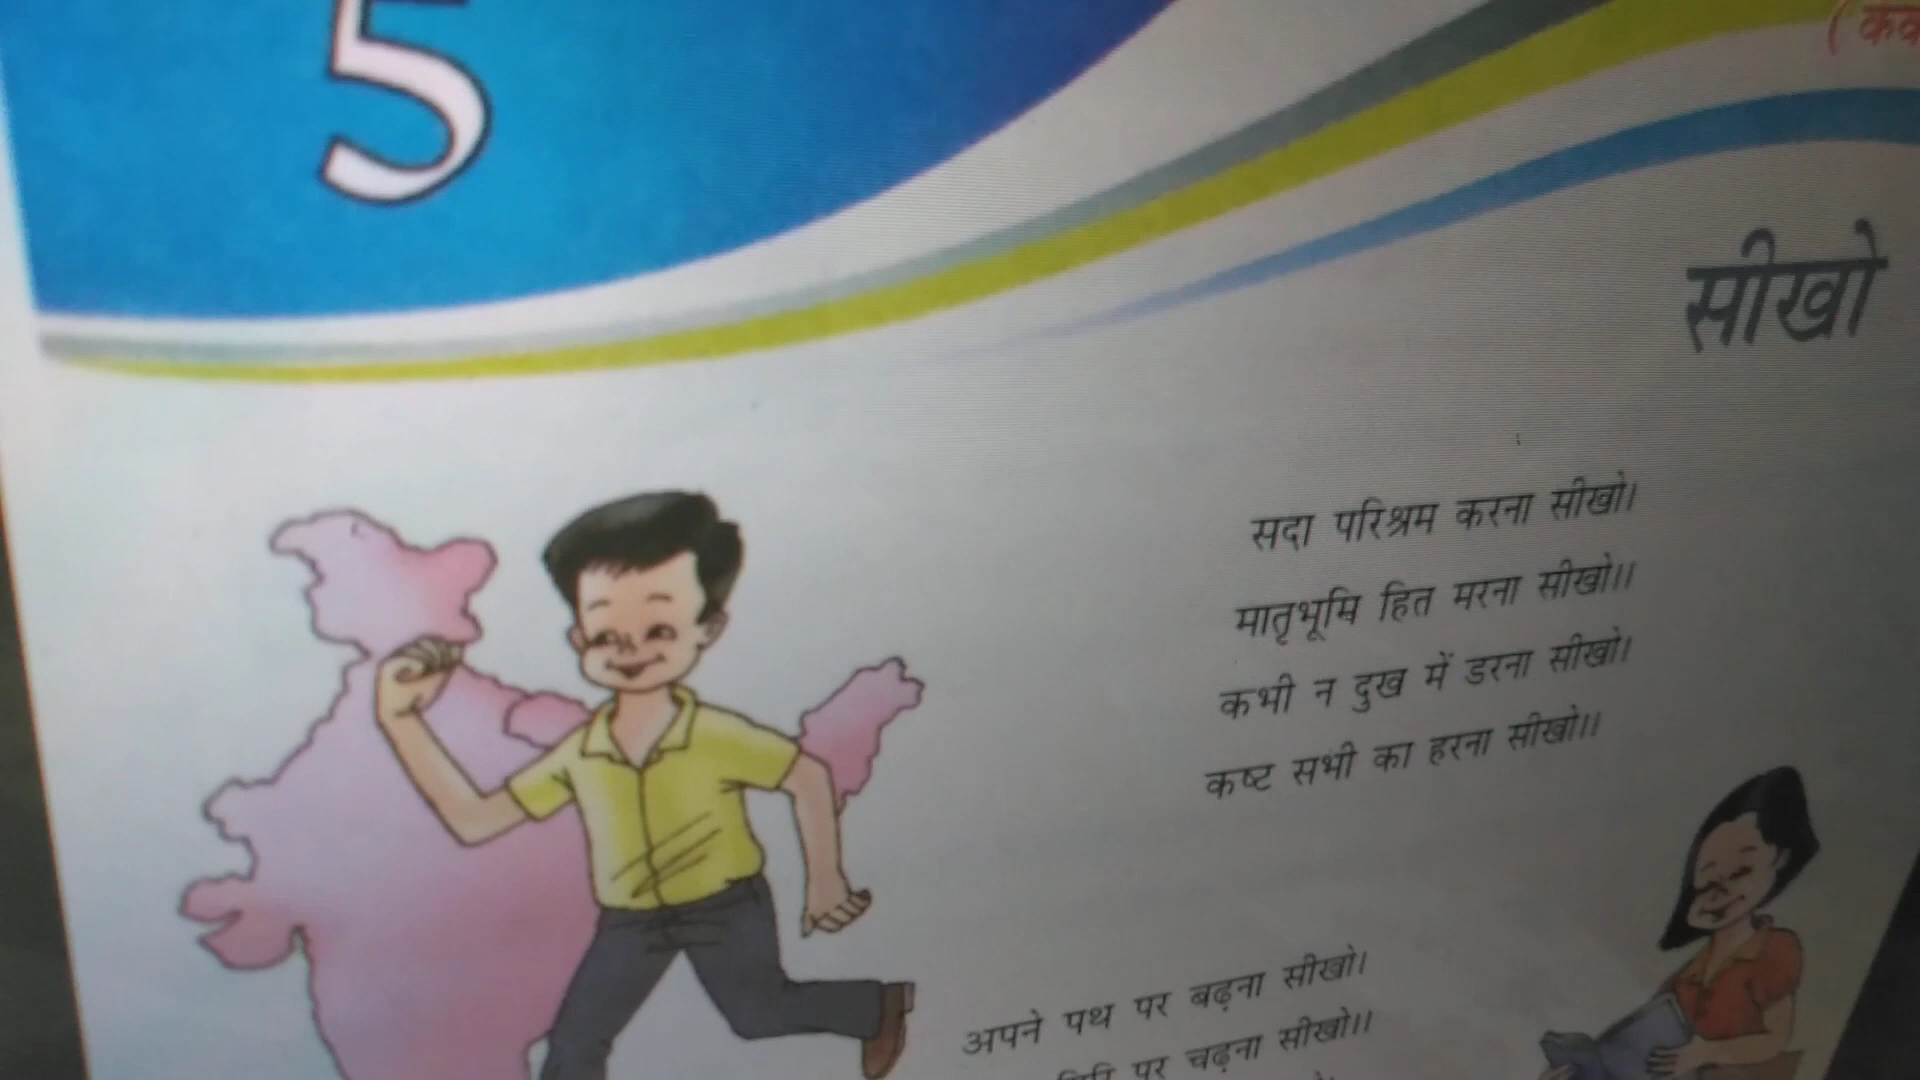 5
सीखो
सदा परिश्रम करना सीखो।
मातृभूमि हित मरना सीखो।।
कभी न दुख में डरना सीखो।
कष्ट सभी का हरना सीखो।।
अपने पथ पर बढ़ना सीखो।
पर चढ़ना सीखो।।